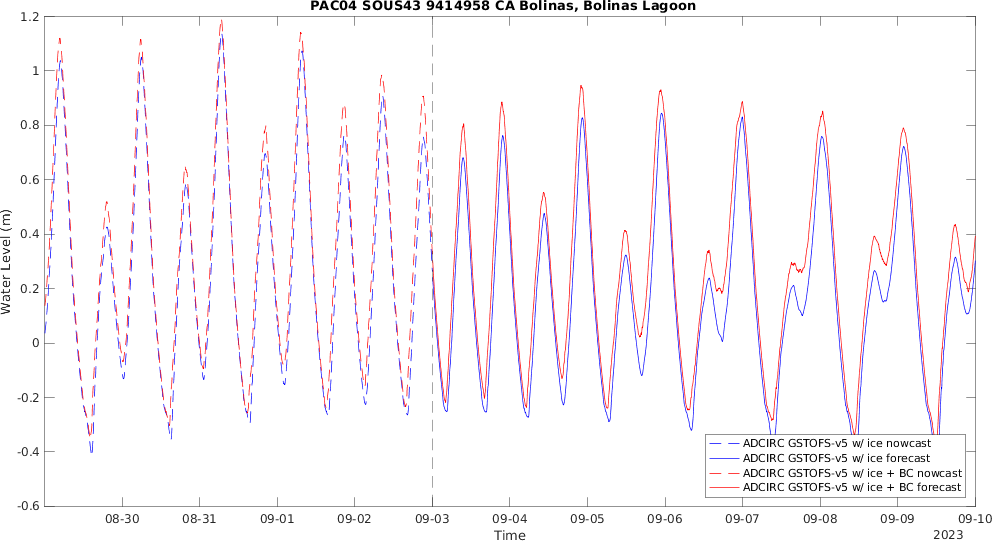 PAC04 SOUS43 9414958 CA Bolinas, Bolinas Lagoon
1.2
1
0.8
0.6
0.4
0.2
0
-0.2
-0.4
-0.6
Water Level (m)
ADCIRC GSTOFS-v5 w/ ice nowcast
ADCIRC GSTOFS-v5 w/ ice forecast
ADCIRC GSTOFS-v5 w/ ice + BC nowcast
ADCIRC GSTOFS-v5 w/ ice + BC forecast
08-30 08-31 09-01 09-02 09-03 09-04 09-05 09-06 09-07 09-08 09-09 09-10
Time
2023